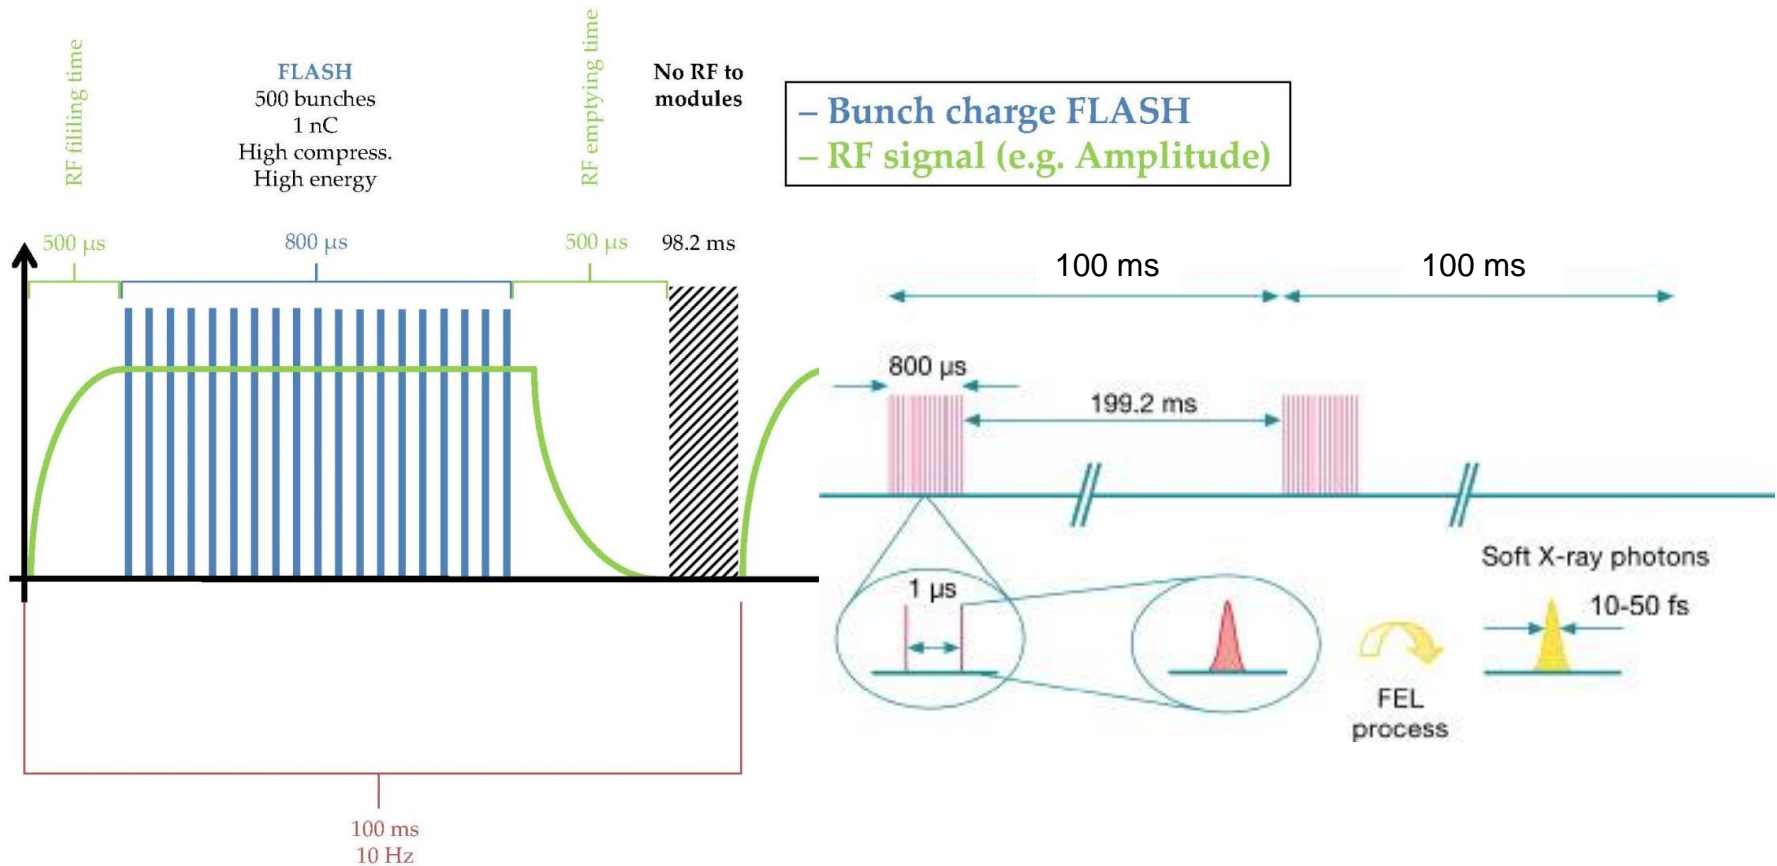 RF fililing time
FLASH
500 bunches
1 nC
High compress.
High energy
RF emptying time
No RF to
modules
500 µs
800 µs
500 µs
98.2 ms
100 ms
10 Hz
– Bunch charge FLASH
– RF signal (e.g. Amplitude)
100 ms
100 ms
800 µs
199.2 ms
1 µs
FEL
process
Soft X-ray photons
10-50 fs